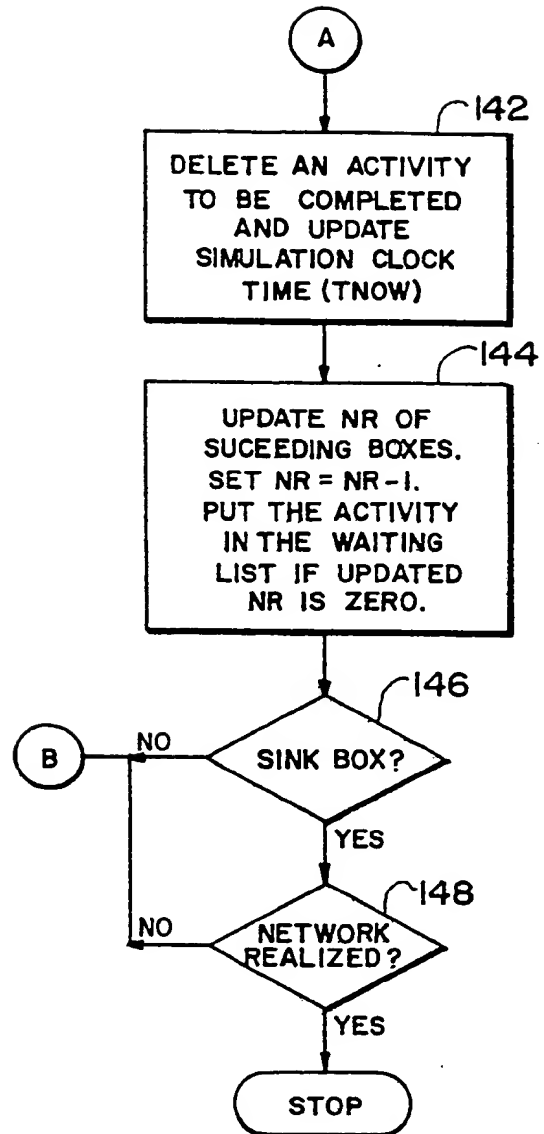 A
142
DELETE AN ACTIVITY
TO BE COMPLETED
AND UPDATE
SIMULATION CLOCK
TIME (TNOW)
144
UPDATE NR OF
SUCEEDING BOXES.
SET NR = NR-1.
PUT THE ACTIVITY
IN THE WAITING
LIST IF UPDATED
NR IS ZERO.
146
B
NO
SINK BOX?
YES
148
NO
NETWORK
REALIZED?
YES
STOP